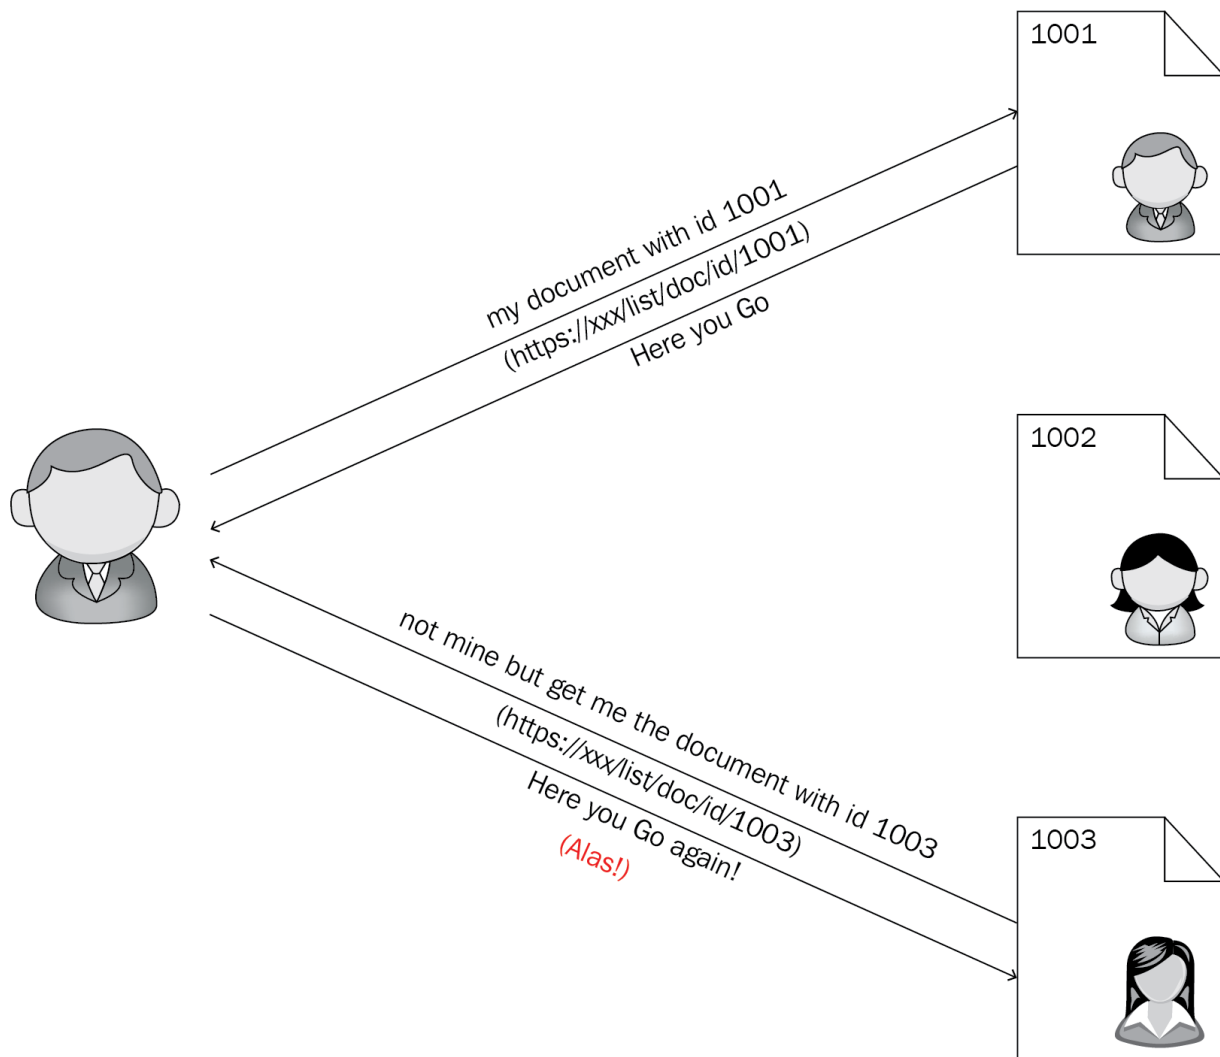 1001
my document with id 1001
(https://xxx/list/doc/id/1001)
Here you Go
1002
not mine but get me the document with id 1003
(https://xxx/list/doc/id/1003)
Here you Go again!
(Alas!)
1003